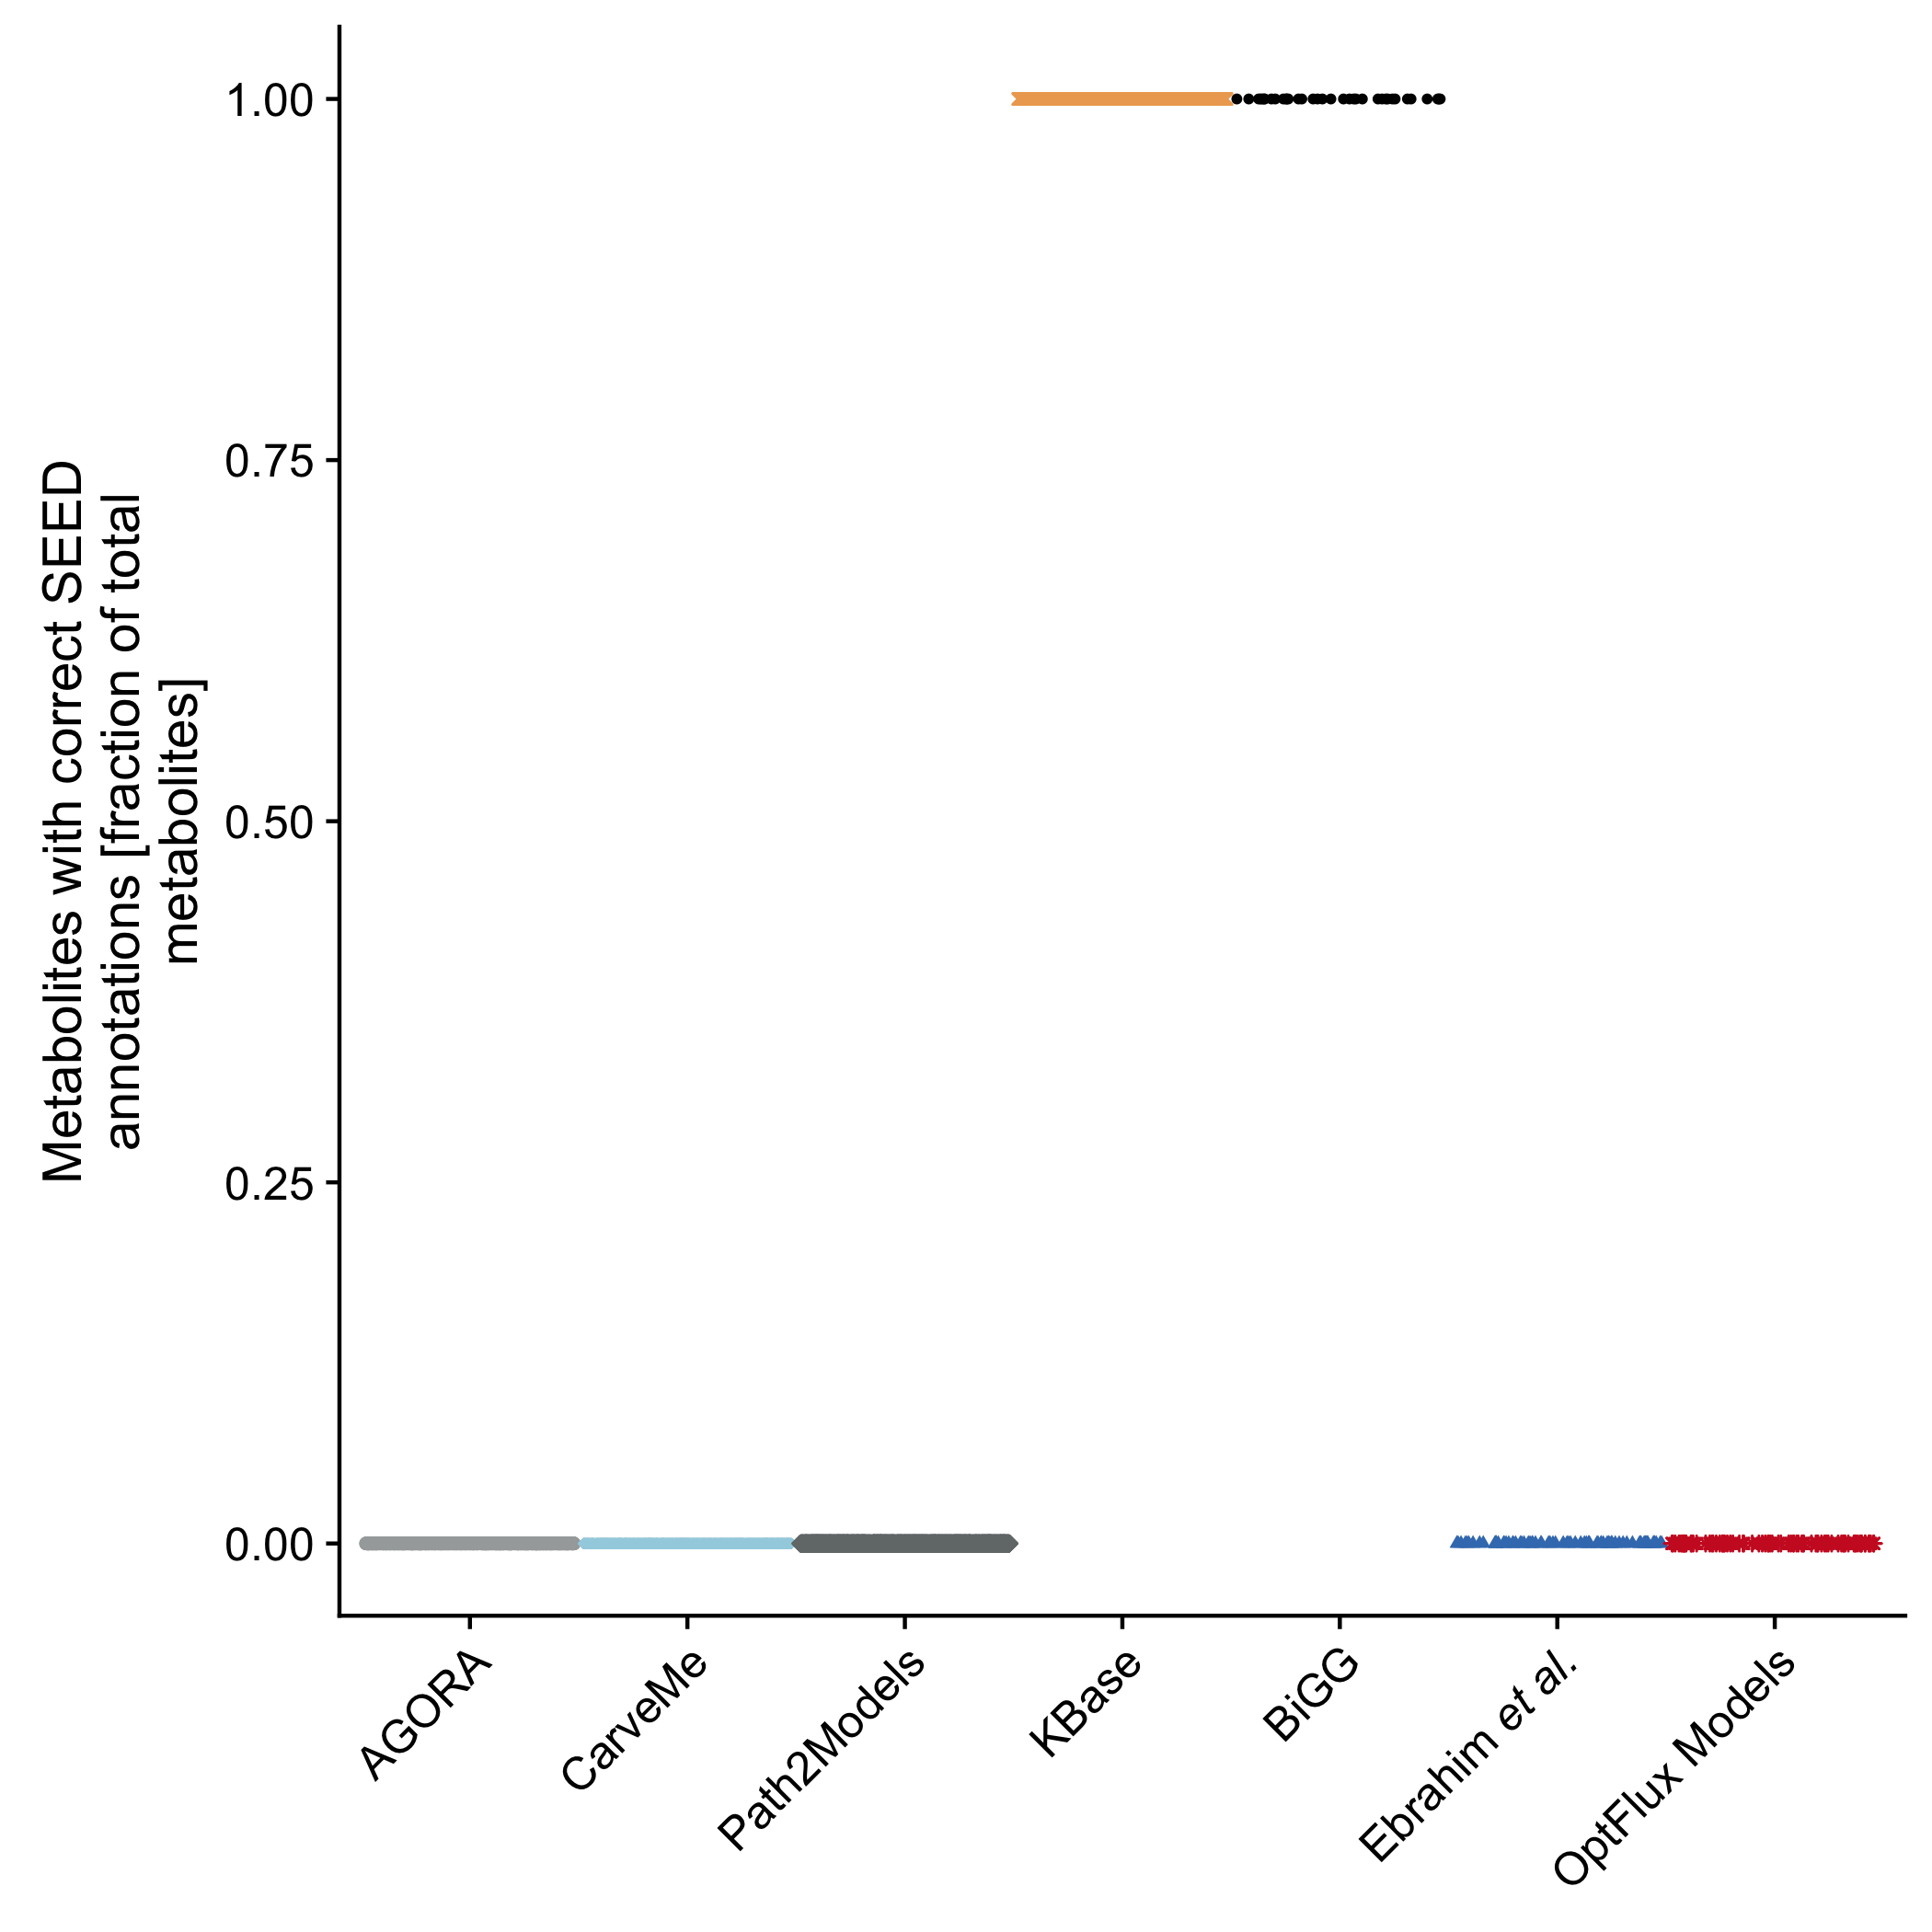 Metabolites with correct SEED
annotations [fraction of total
metabolites]
1.00
0.75
0.50
0.25
0.00
AGORA
CarveMe
Path2Models
KBase
BiGG
Ebrahim et al.
OptFlux Models